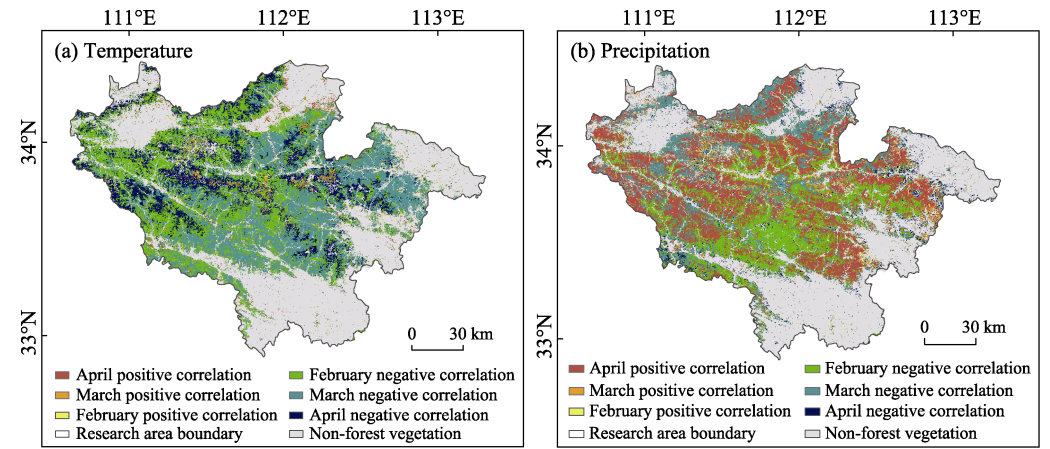 111°E 112°E 113°E
111°E 112°E 113°E
(a) Temperature
(b) Precipitation
34°N
34°N
33°N
33°N
0 30 km
0 30 km
April positive correlation
February negative correlation
March positive correlation
March negative correlation
February positive correlation
April negative correlation
Research area boundary
Non-forest vegetation
April positive correlation
February negative correlation
March positive correlation
March negative correlation
February positive correlation
April negative correlation
Research area boundary
Non-forest vegetation